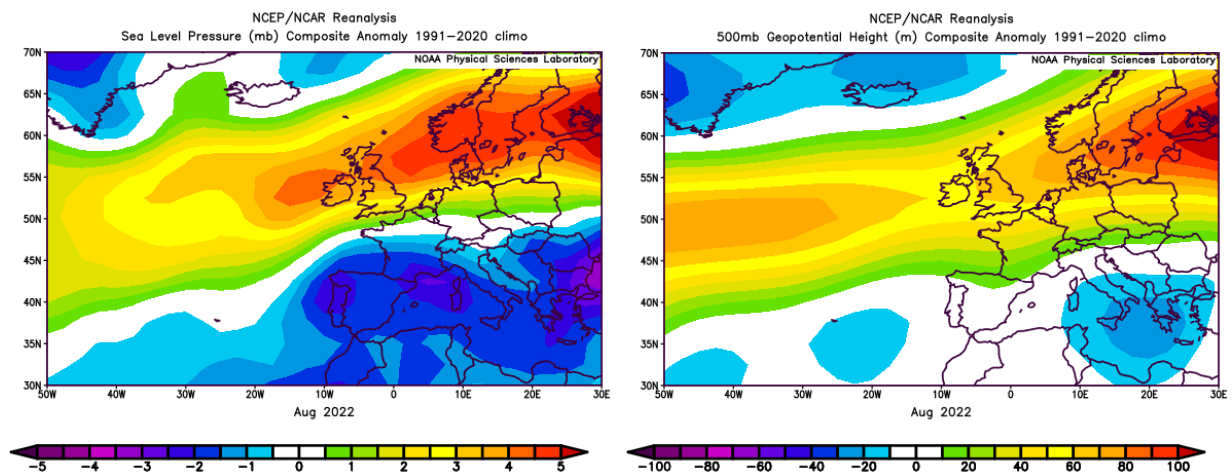 NCEP/NCAR Reanalysis
Sea Level Pressure (mb) Composite Anomaly 1991−2020 climo
NOAA Physical Sciences Laboratory
70N
65N
60N
55N
50N
45N
40N
35N
30N
50W 40W 30W 20W 10W 0 10E 20E 30E
Aug 2022
−5 −4 −3 −2 −1 0 1 2 3 4 5
NCEP/NCAR Reanalysis
500mb Geopotential Height (m) Composite Anomaly 1991−2020 climo
NOAA Physical Sciences Laboratory
70N
65N
60N
55N
50N
45N
40N
35N
30N
50W 40W 30W 20W 10W 0 10E 20E 30E
Aug 2022
−100 −80 −60 −40 −20 0 20 40 60 80 100